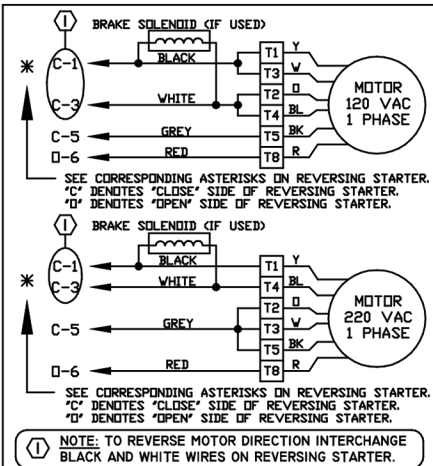 1 BRAKE SOLENOID (IF USED)
BLACK
* C-1
C-3 WHITE
C-5 GREY
O-6 RED
T1 Y
T3 W
T2 O
T4 BL
T5 BK
T8 R
MOTOR
120 VAC
1 PHASE
SEE CORRESPONDING ASTERISKS ON REVERSING STARTER.
"C" DENOTES "CLOSE" SIDE OF REVERSING STARTER.
"O" DENOTES "OPEN" SIDE OF REVERSING STARTER.
1 BRAKE SOLENOID (IF USED)
BLACK
* C-1
C-3 WHITE
C-5 GREY
O-6 RED
T1 Y
T4 BL
T2 O
T3 W
T5 BK
T8 R
MOTOR
220 VAC
1 PHASE
SEE CORRESPONDING ASTERISKS ON REVERSING STARTER.
"C" DENOTES "CLOSE" SIDE OF REVERSING STARTER.
"O" DENOTES "OPEN" SIDE OF REVERSING STARTER.
1 NOTE: TO REVERSE MOTOR DIRECTION INTERCHANGE
BLACK AND WHITE WIRES ON REVERSING STARTER.